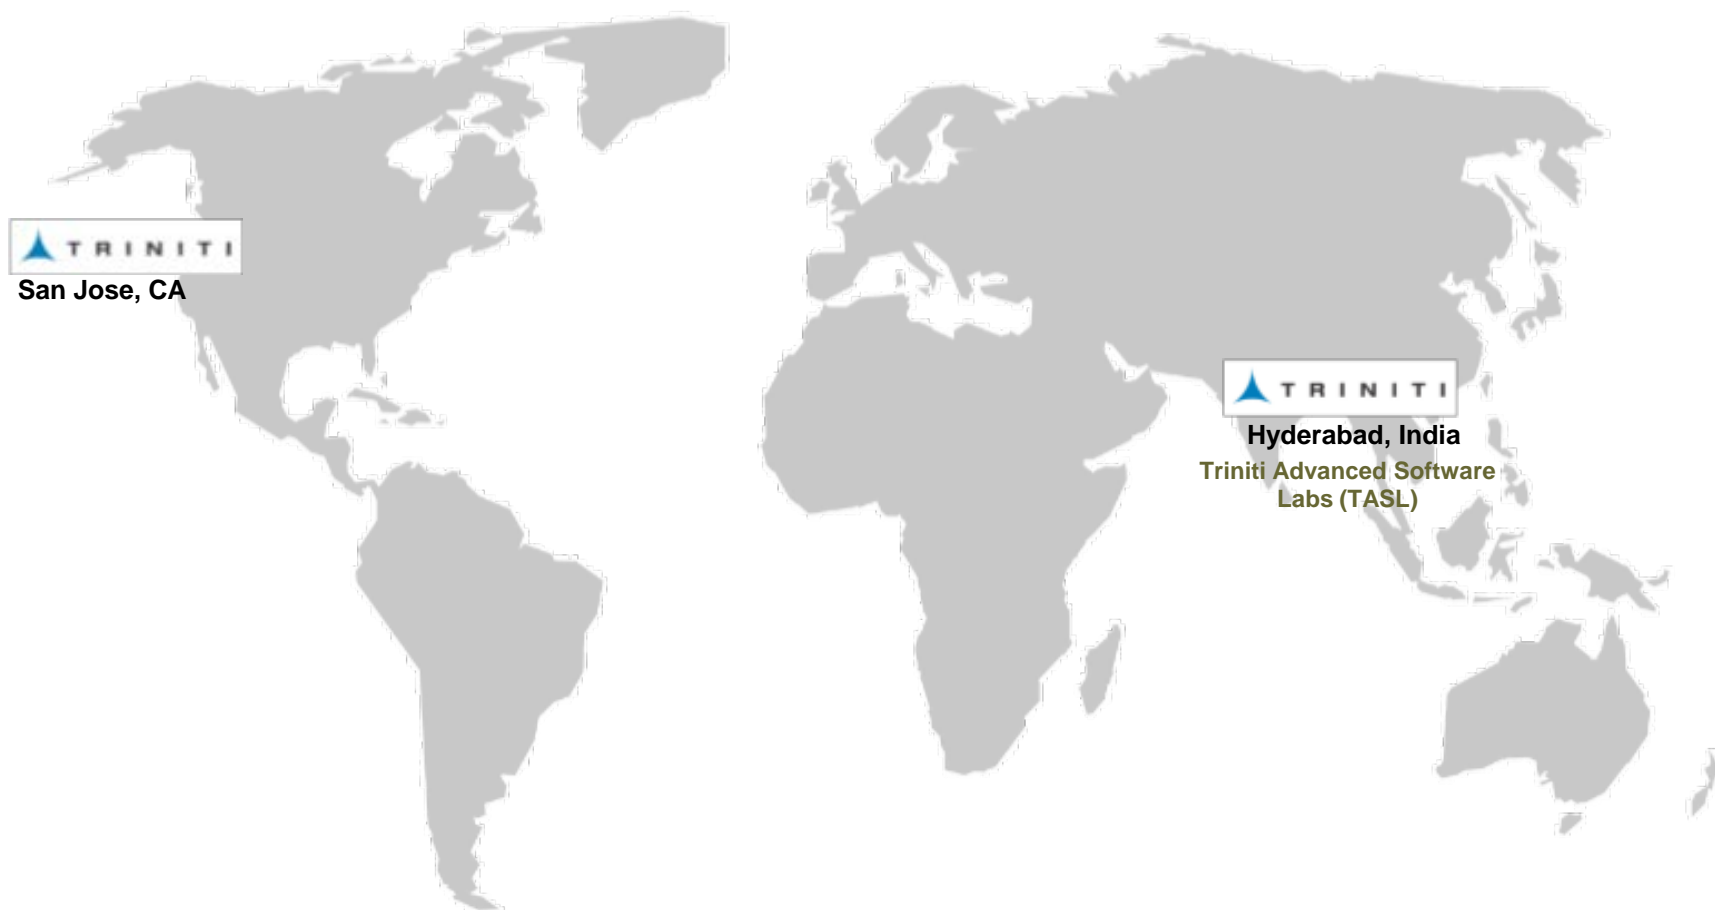 TRINITI
San Jose, CA
TRINITI
Hyderabad, India
Triniti Advanced Software
Labs (TASL)